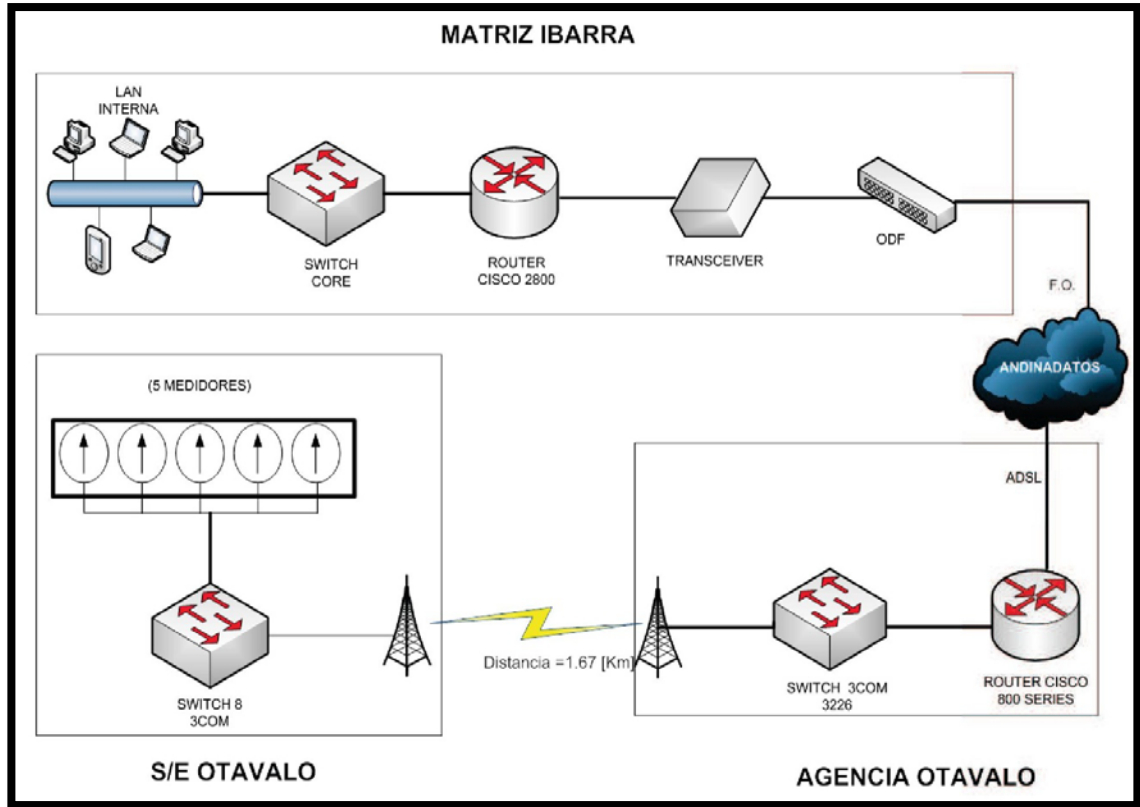 MATRIZ IBARRA
LAN
INTERNA
SWITCH
CORE
ROUTER
CISCO 2800
TRANSCEIVER
ODF
F.O.
ANDINADATOS
(5 MEDIDORES)
ADSL
Distancia =1.67 [Km]
SWITCH 8
3COM
SWITCH 3COM
3226
ROUTER CISCO
800 SERIES
S/E OTAVALO
AGENCIA OTAVALO